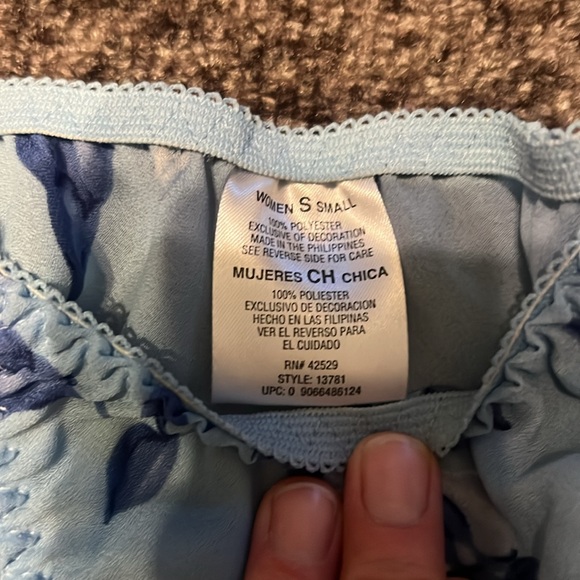 WOMEN S SMALL
100% POLYESTER
EXCLUSIVE OF DECORATION
MADE IN THE PHILIPPINES
SEE REVERSE SIDE FOR CARE
MUJERES CH CHICA
100% POLIESTER
EXCLUSIVO DE DECORACION
HECHO EN LAS FILIPINAS
VER EL REVERSO PARA
EL CUIDADO
RN# 42529
STYLE: 13781
UPC: 0 9066486124